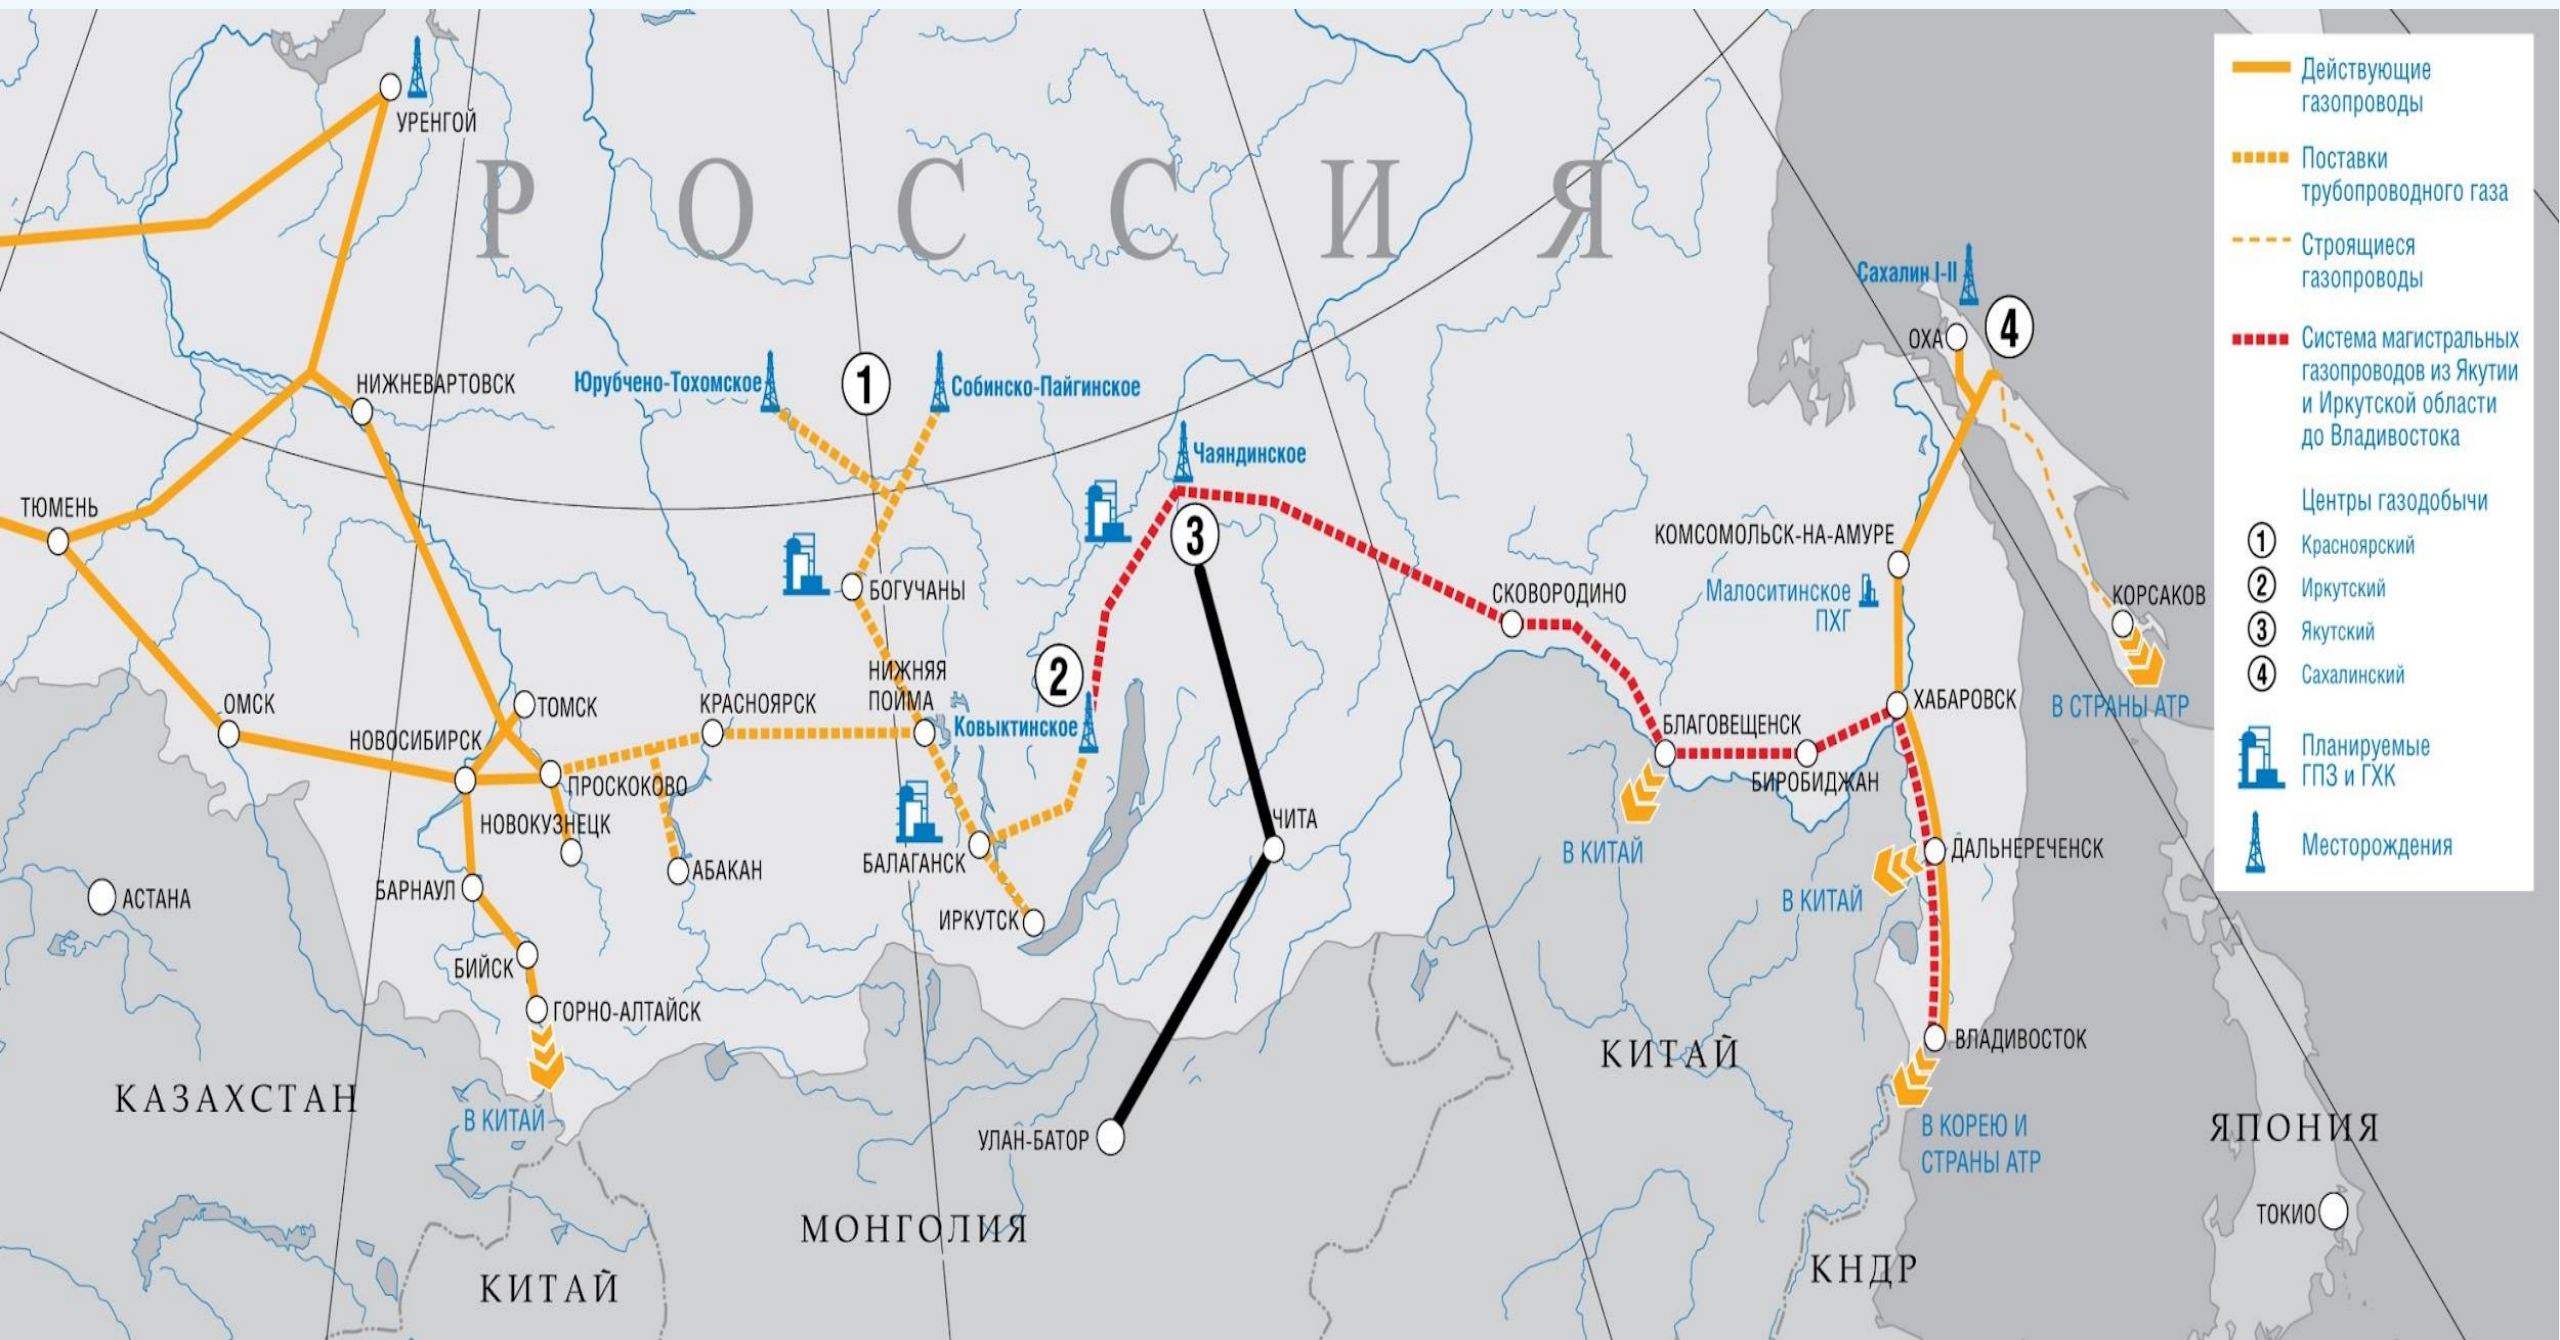 УРЕНГОЙ
РОССИЯ
Сахалин I-II
4
ОХА
НИЖНЕВАРТОВСК
Юрубчено-Тохомское
1
Собинско-Пайгинское
Чаяндинское
3
ТЮМЕНЬ
КОМСОМОЛЬСК-НА-АМУРЕ
БОГУЧАНЫ
СКОВОРОДИНО
Малоситинское
ПХГ
КОРСАКОВ
В СТРАНЫ АТР
2
НИЖНЯЯ
ПОЙМА
Ковыктинское
ОМСК
ТОМСК
КРАСНОЯРСК
ХАБАРОВСК
НОВОСИБИРСК
БЛАГОВЕЩЕНСК
ПРОСКОКОВО
БИРОБИДЖАН
НОВОКУЗНЕЦК
ЧИТА
В КИТАЙ
ДАЛЬНЕРЕЧЕНСК
БАЛАГАНСК
АБАКАН
БАРНАУЛ
АСТАНА
В КИТАЙ
ИРКУТСК
БИЙСК
ГОРНО-АЛТАЙСК
ВЛАДИВОСТОК
КИТАЙ
КАЗАХСТАН
В КИТАЙ
УЛАН-БАТОР
В КОРЕЮ И
СТРАНЫ АТР
ЯПОНИЯ
МОНГОЛИЯ
ТОКИО
КНДР
КИТАЙ
Действующие
газопроводы
Поставки
трубопроводного газа
Строящиеся
газопроводы
Система магистральных
газопроводов из Якутии
и Иркутской области
до Владивостока
Центры газодобычи
1 Красноярский
2 Иркутский
3 Якутский
4 Сахалинский
Планируемые
ГПЗ и ГХК
Месторождения